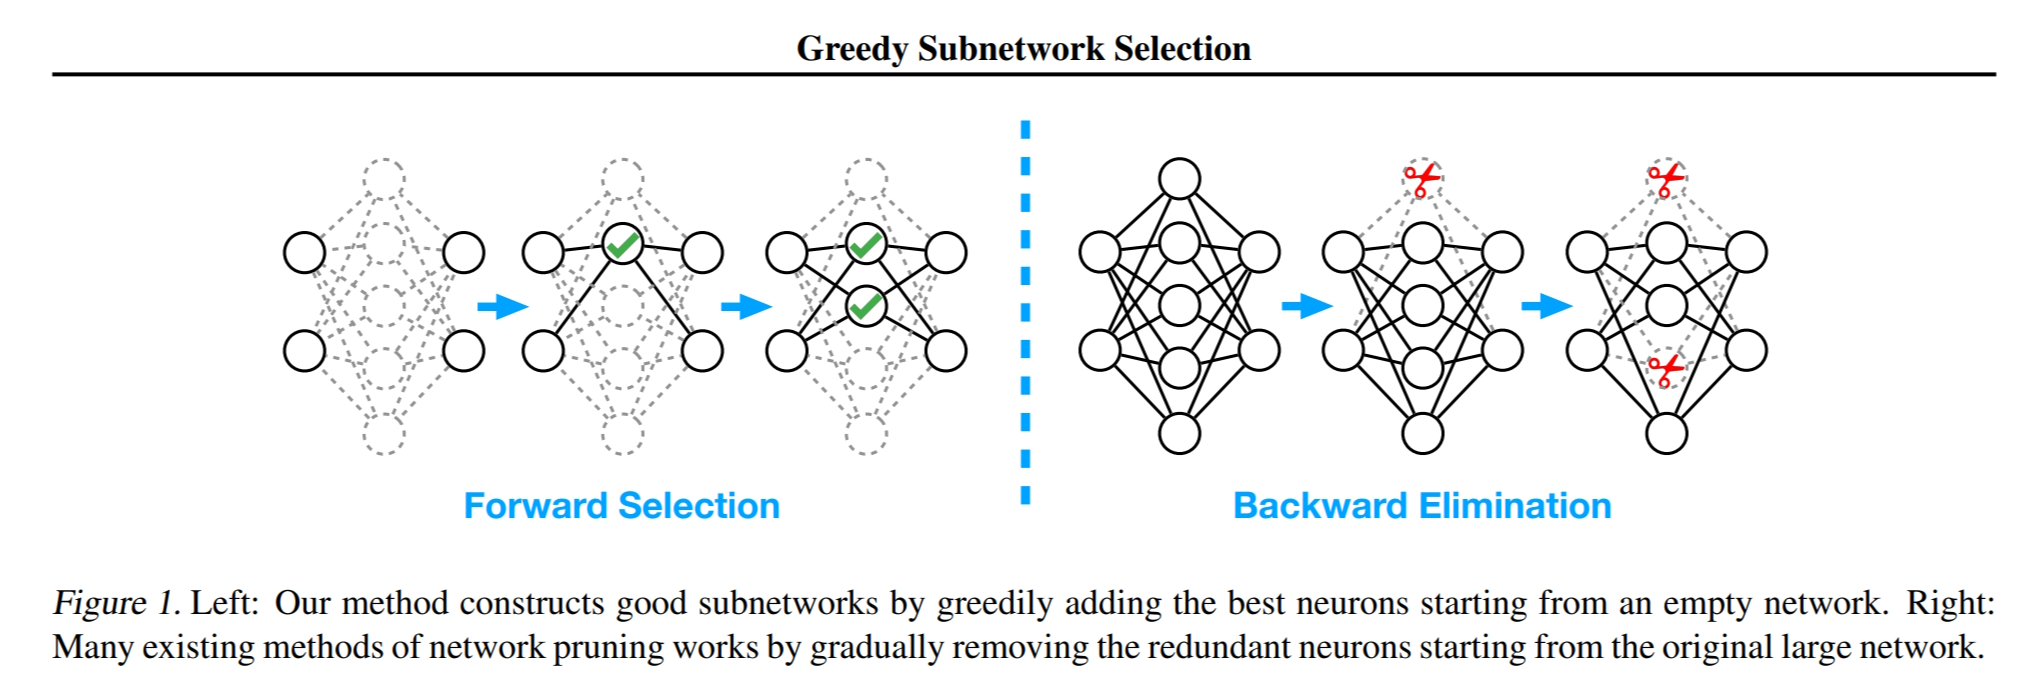 Greedy Subnetwork Selection
Forward Selection
Backward Elimination
Figure 1. Left: Our method constructs good subnetworks by greedily adding the best neurons starting from an empty network. Right:
Many existing methods of network pruning works by gradually removing the redundant neurons starting from the original large network.